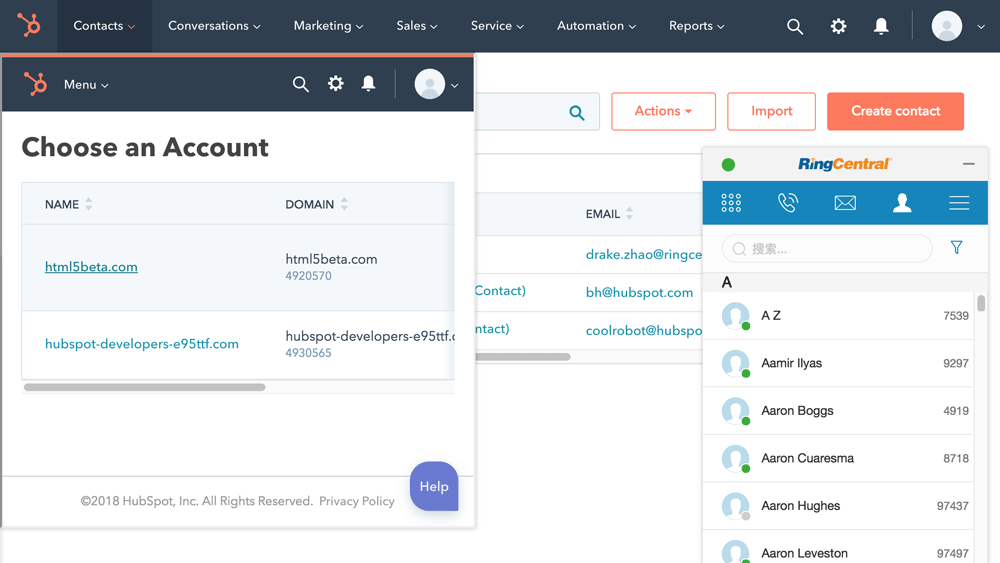 Contacts Conversations Marketing Sales Service Automation Reports
Menu
Choose an Account
NAME DOMAIN
html5beta.com html5beta.com
4920570
hubspot-developers-e95ttf.com hubspot-developers-e95ttf.c
4930565
Help
©2018 HubSpot, Inc. All Rights Reserved. Privacy Policy
Actions Import Create contact
EMAIL
drake.zhao@ringce
Contact) bh@hubspot.com
ntact) coolrobot@hubspo
RingCentral
搜索...
A
A Z 7539
Aamir Ilyas 9297
Aaron Boggs 4919
Aaron Cuaresma 8718
Aaron Hughes 97437
Aaron Leveston 97497